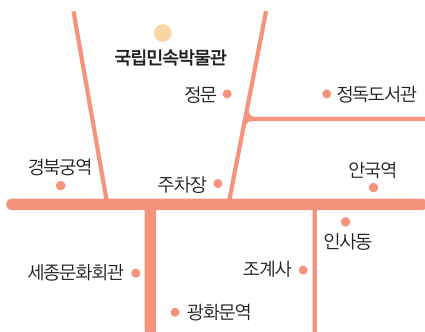 국립민속박물관
정문
정독도서관
경북궁역
주차장
안국역
인사동
세종문화회관
조계사
광화문역